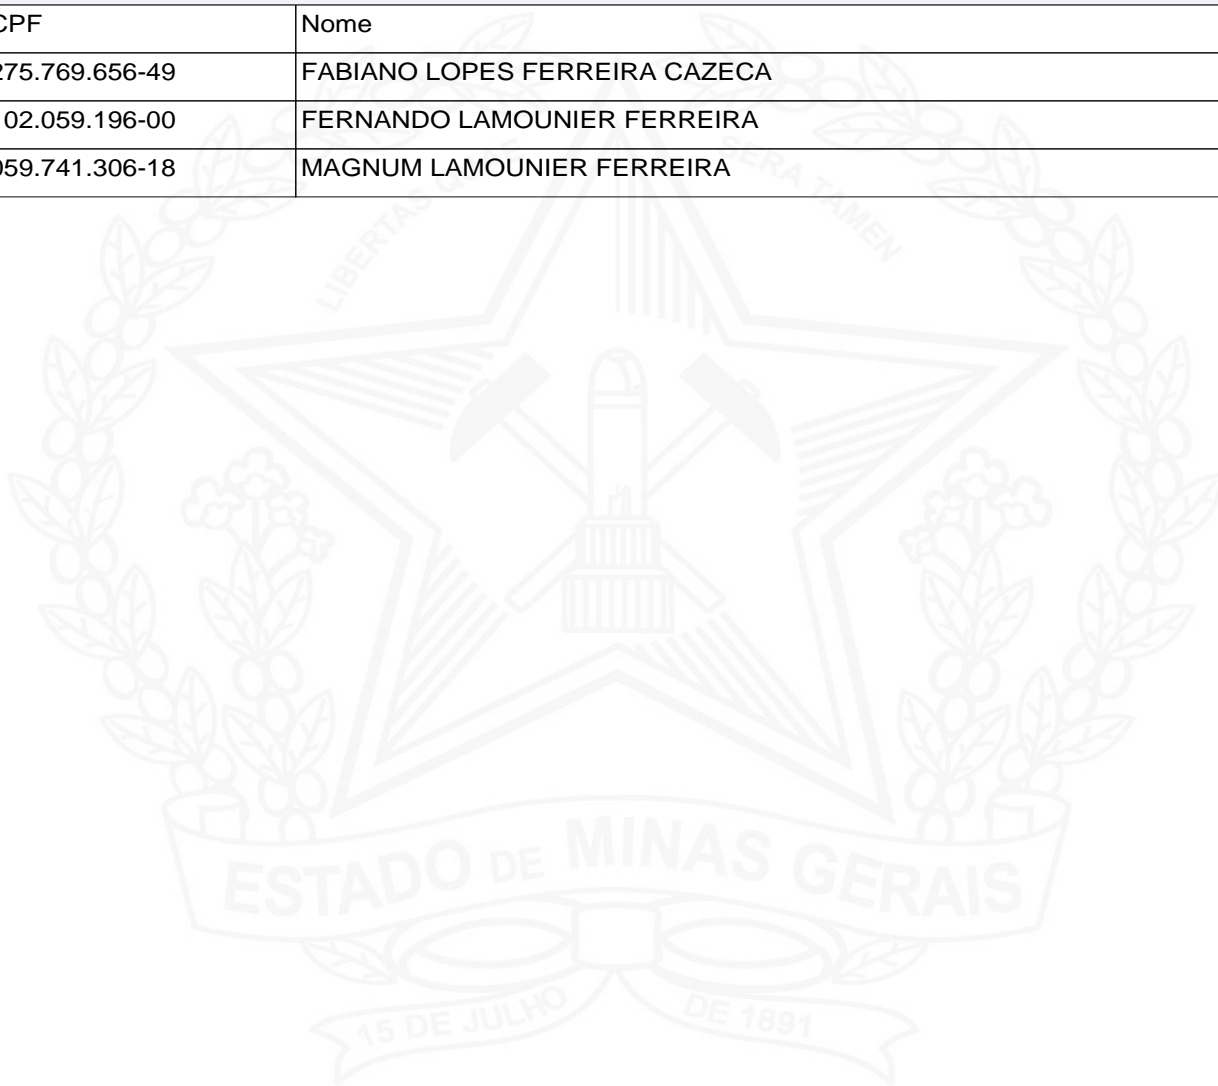 CPF Nome
275.769.656-49 FABIANO LOPES FERREIRA CAZECA
02.059.196-00 FERNANDO LAMOUNIER FERREIRA
059.741.306-18 MAGNUM LAMOUNIER FERREIRA
LIBERTAS QUE SERA TAMEN
ESTADO DE MINAS GERAIS
15 DE JULHO DE 1891